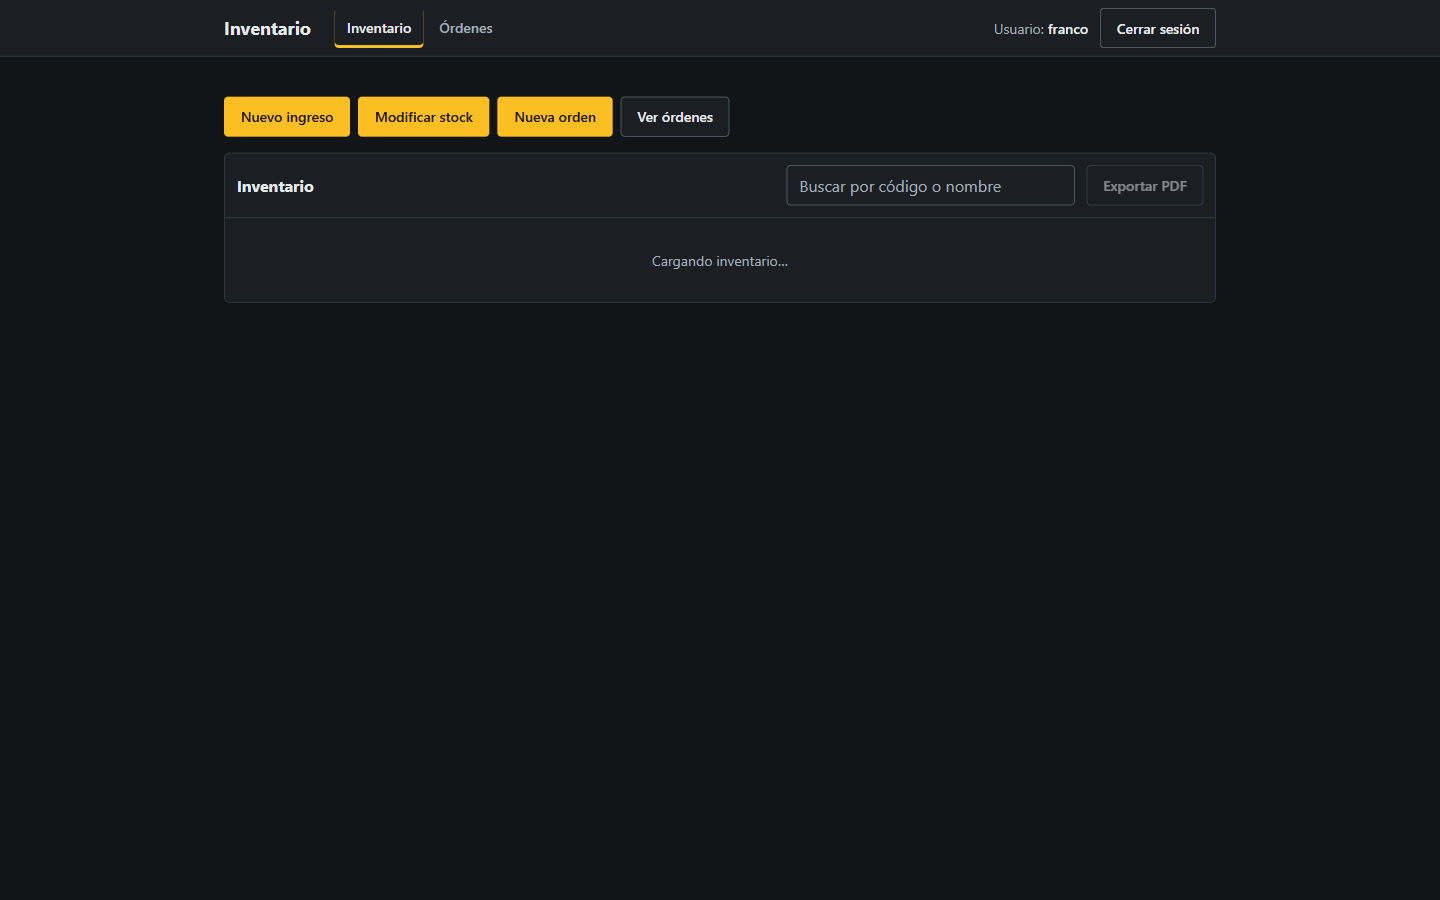 Inventario
Inventario
Órdenes
Usuario: franco
Cerrar sesión
Nuevo ingreso
Modificar stock
Nueva orden
Ver órdenes
Inventario
Buscar por código o nombre
Exportar PDF
Cargando inventario...